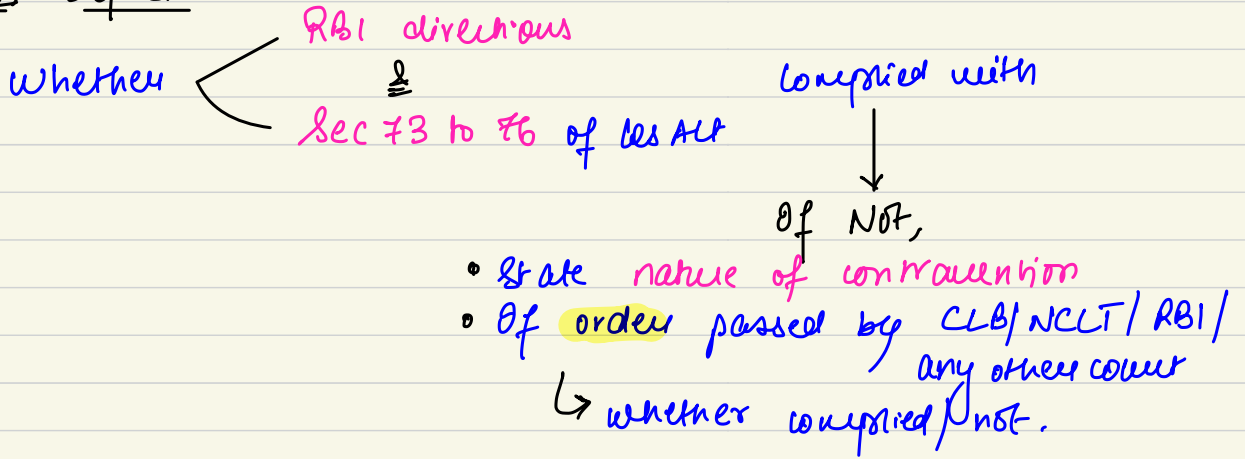 RBI directions
Whether & Complied with
Sec 73 to 76 of Cos Act
If Not,
• State nature of contravention
• If order passed by CLB/NCLT/RBI/
any other court
↳ whether complied/not.